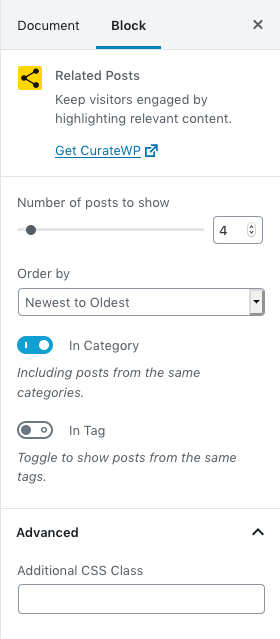 Document Block
Related Posts
Keep visitors engaged by
highlighting relevant content.
Get CurateWP
Number of posts to show
4
Order by
Newest to Oldest
In Category
Including posts from the same
categories.
In Tag
Toggle to show posts from the same
tags.
Advanced
Additional CSS Class